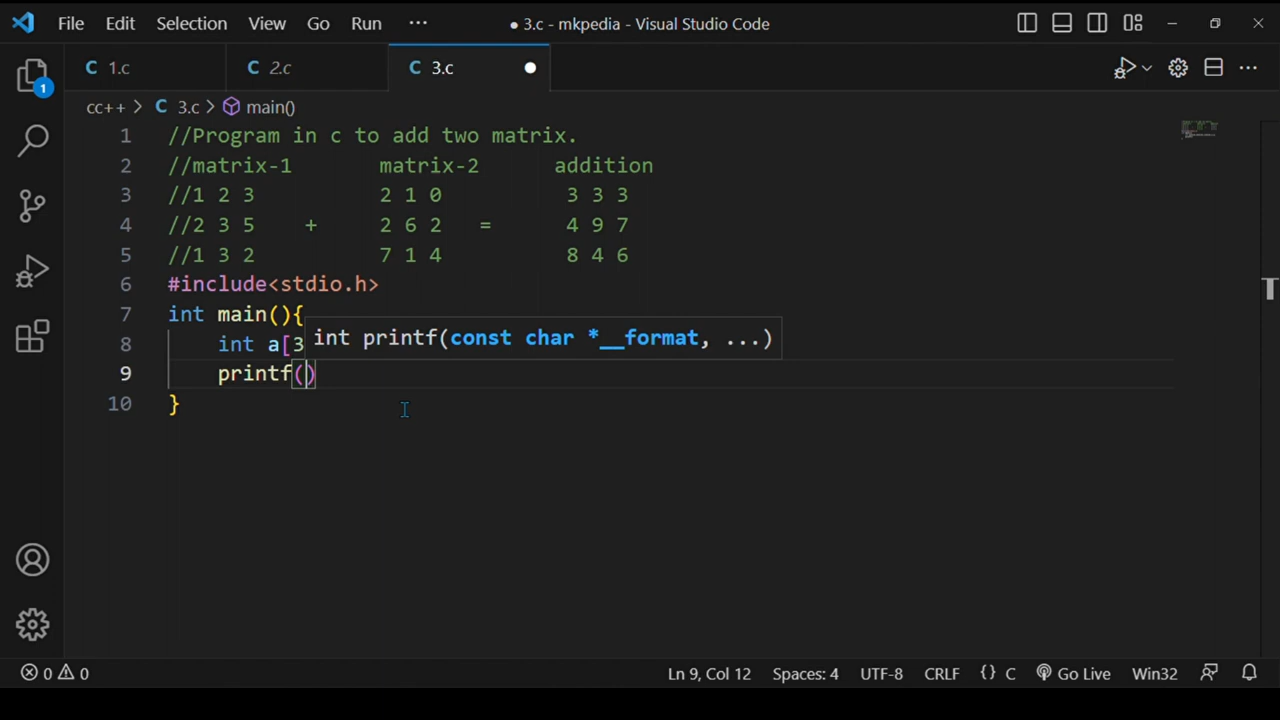 File Edit Selection View Go Run ··· ● 3.c - mkpedia - Visual Studio Code
C 1.c C 2.c C 3.c ●
cc++ > C 3.c > main()
1 //Program in c to add two matrix.
2 //matrix-1 matrix-2 addition
3 //1 2 3 2 1 0 3 3 3
4 //2 3 5 + 2 6 2 = 4 9 7
5 //1 3 2 7 1 4 8 4 6
6 #include<stdio.h>
7 int main(){
int printf(const char *__format, ...)
8 int a[3
9 printf()
10 }
1
0 0 Ln 9, Col 12 Spaces: 4 UTF-8 CRLF {} C Go Live Win32